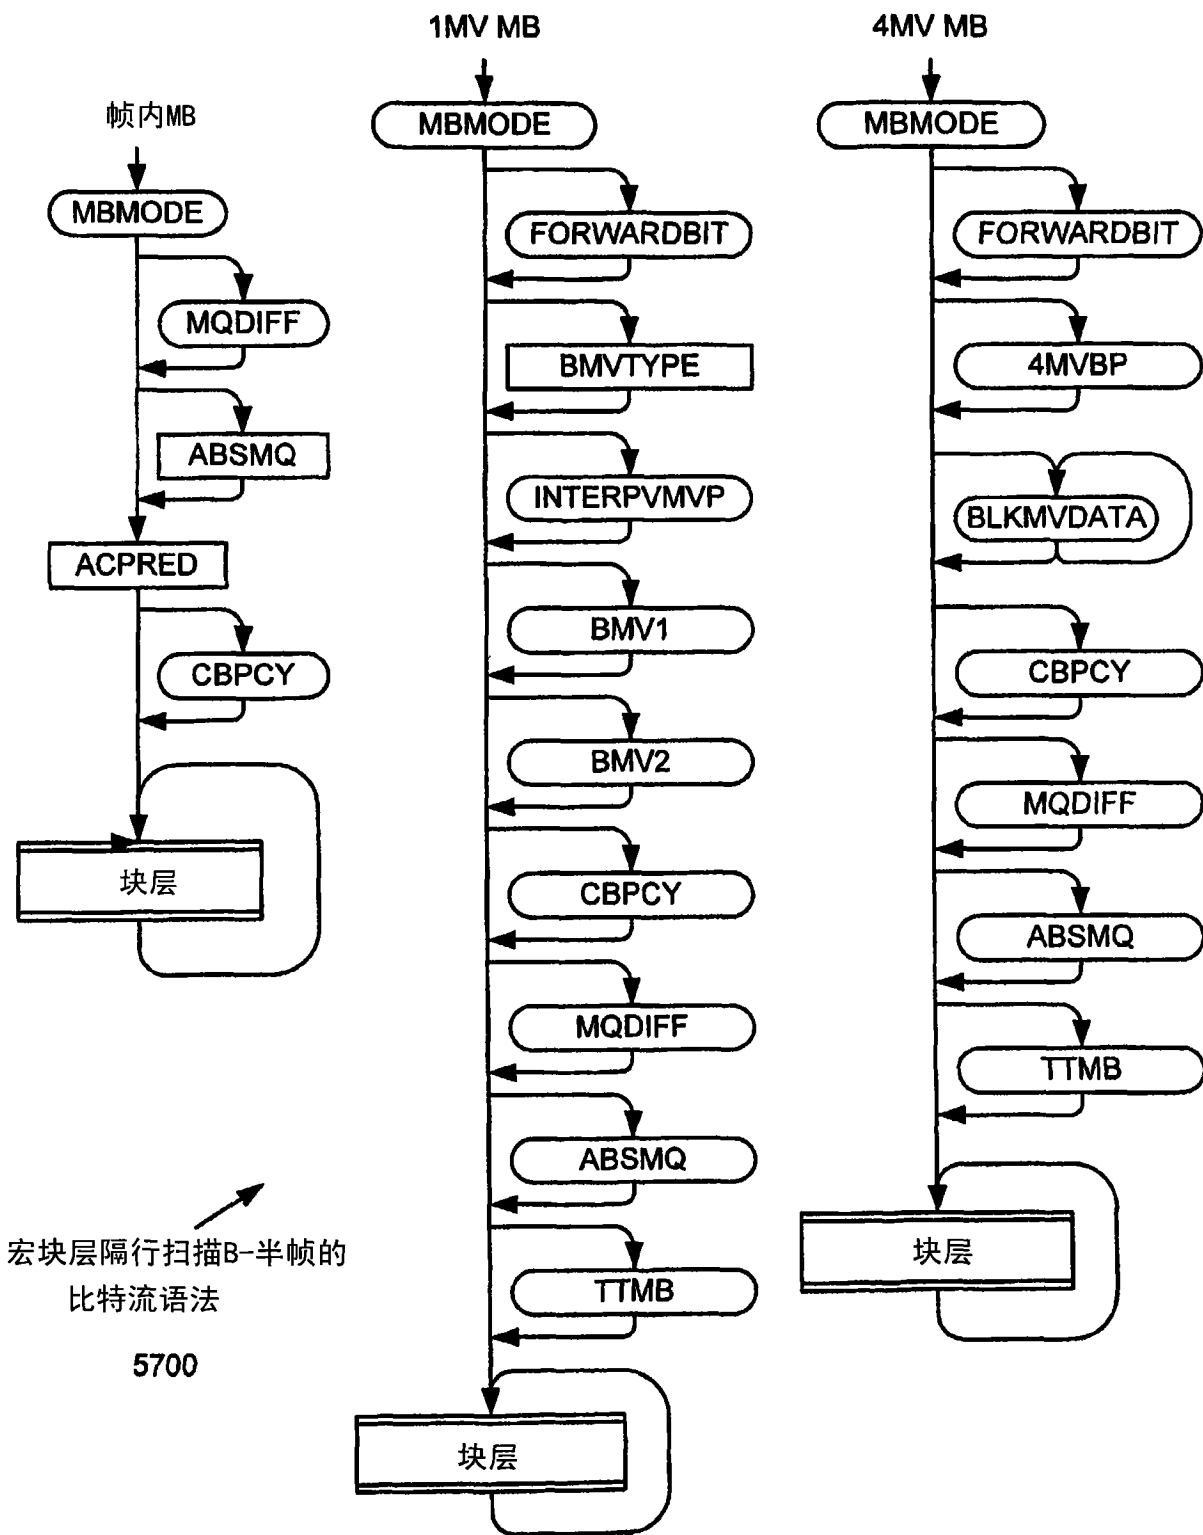 帧内MB
MBMODE
MQDIFF
ABSMQ
ACPRED
CBPCY
块层
1MV MB
MBMODE
FORWARDBIT
BMVTYPE
INTERPVMVP
BMV1
BMV2
CBPCY
MQDIFF
ABSMQ
TTMB
块层
4MV MB
MBMODE
FORWARDBIT
4MVBP
BLKMVDATA
CBPCY
MQDIFF
ABSMQ
TTMB
块层
宏块层隔行扫描B-半帧的
比特流语法
5700